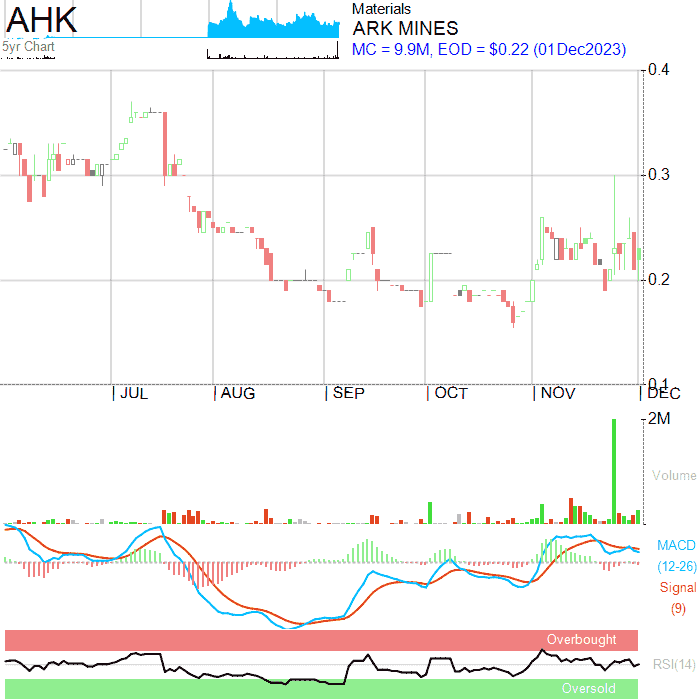 AHK
5yr Chart
Materials
ARK MINES
MC = 9.9M, EOD = $0.22 (01Dec2023)
0.4
0.3
0.2
0.1
JUL AUG SEP OCT NOV DEC
2M
Volume
MACD
(12-26)
Signal
(9)
Overbought
RSI(14)
Oversold